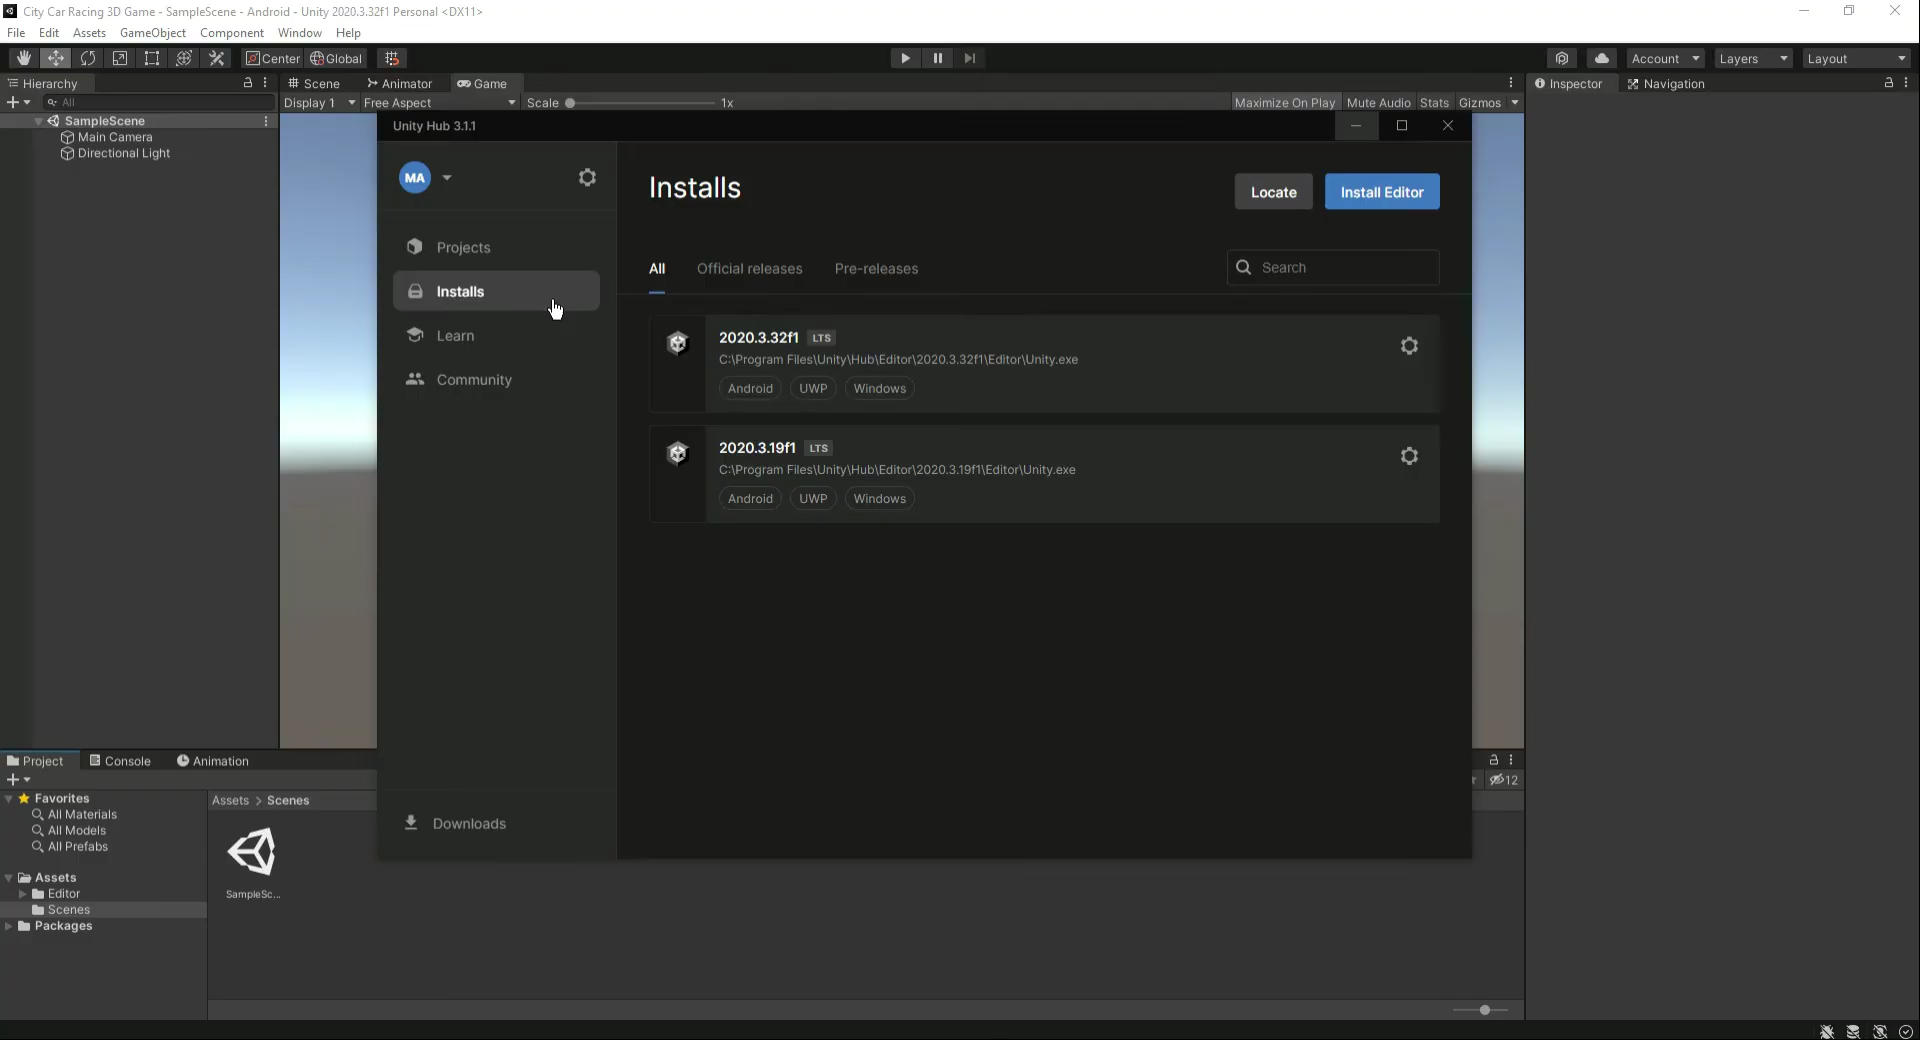 City Car Racing 3D Game - SampleScene - Android - Unity 2020.3.32f1 Personal <DX11>
File Edit Assets GameObject Component Window Help
Center Global
Account Layers Layout
Hierarchy
Scene Animator Game
Inspector Navigation
All
Display 1 Free Aspect Scale 1x
Maximize On Play Mute Audio Stats Gizmos
SampleScene
Main Camera
Directional Light
Unity Hub 3.1.1
MA
Projects
Installs
Learn
Community
Downloads
Installs
Locate Install Editor
All Official releases Pre-releases
Search
2020.3.32f1 LTS
C:\Program Files\Unity\Hub\Editor\2020.3.32f1\Editor\Unity.exe
Android UWP Windows
2020.3.19f1 LTS
C:\Program Files\Unity\Hub\Editor\2020.3.19f1\Editor\Unity.exe
Android UWP Windows
Project Console Animation
12
Favorites
All Materials
All Models
All Prefabs
Assets
Editor
Scenes
Packages
Assets > Scenes
SampleSc...